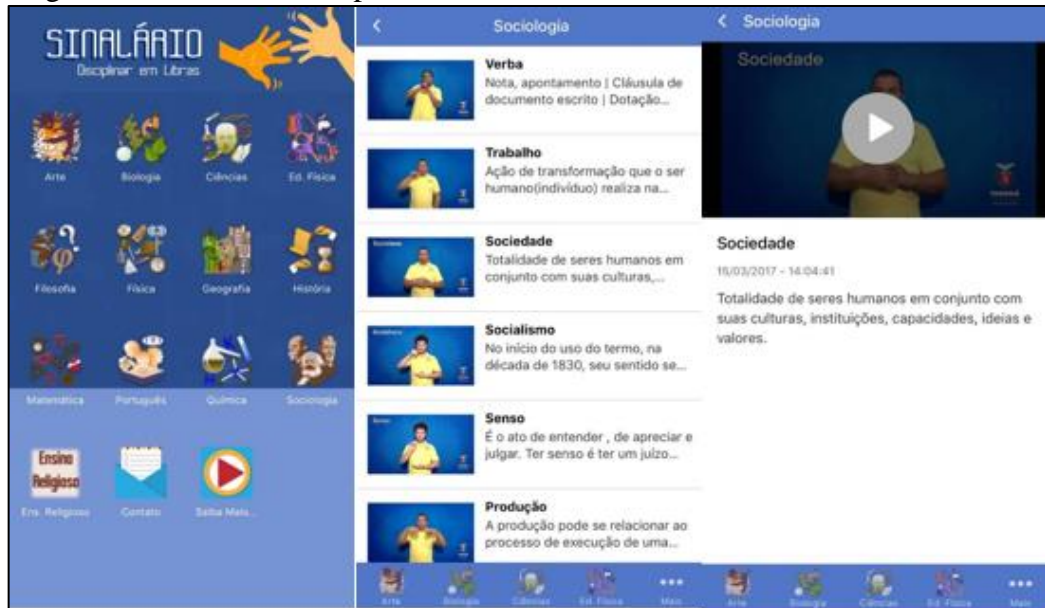 SINALÁRIO
Disciplinar em Libras
Arte
Biologia
Ciências
Ed. Física
Filosofia
Física
Geografia
História
Matemática
Português
Química
Sociologia
Ensino
Religioso
Ens. Religioso
Contato
Saiba Mais...
Sociologia
Verba
Nota, apontamento | Cláusula de
documento escrito | Dotação...
Trabalho
Ação de transformação que o ser
humano(indivíduo) realiza na...
Sociedade
Totalidade de seres humanos em
conjunto com suas culturas,...
Socialismo
No início do uso do termo, na
década de 1830, seu sentido se...
Senso
É o ato de entender , de apreciar e
julgar. Ter senso é ter um juízo...
Produção
A produção pode se relacionar ao
processo de execução de uma...
Arte
Biologia
Ciências
Ed. Física
Mais
Sociologia
Sociedade
Sociedade
15/03/2017 - 14:04:41
Totalidade de seres humanos em conjunto com
suas culturas, instituições, capacidades, ideias e
valores.
Arte
Biologia
Ciências
Ed. Física
Mais